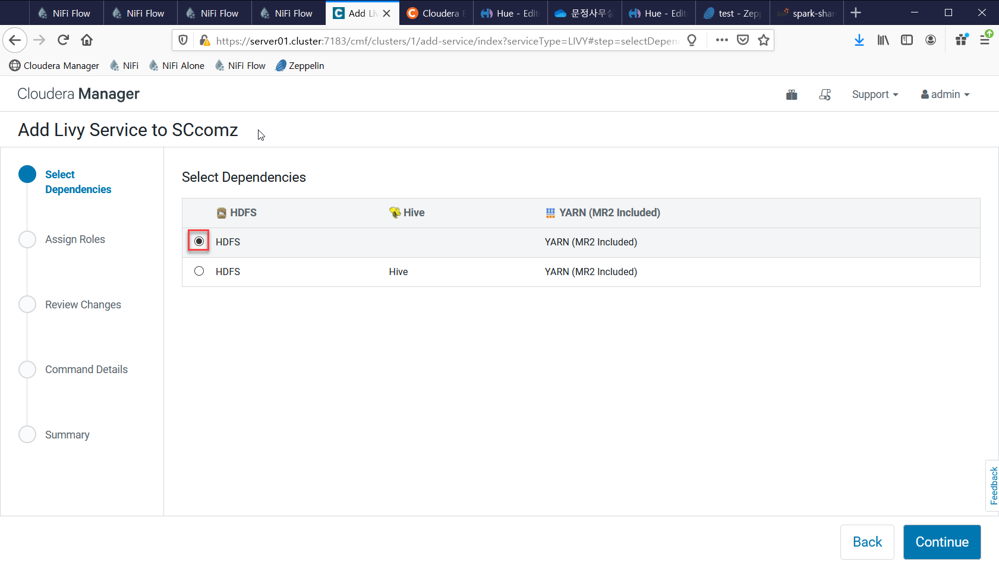 NiFi Flow
NiFi Flow
NiFi Flow
NiFi Flow
Add Li
Cloudera E
Hue - Edit
문정사무실
Hue - Edit
test - Zepp
spark-shar
https://server01.cluster:7183/cmf/clusters/1/add-service/index?serviceType=LIVY#step=selectDepen
Cloudera Manager
NiFi
NiFi Alone
NiFi Flow
Zeppelin
Cloudera Manager
Support
admin
Add Livy Service to SCcomz
Select
Dependencies
Assign Roles
Review Changes
Command Details
Summary
Select Dependencies
HDFS Hive YARN (MR2 Included)
HDFS YARN (MR2 Included)
HDFS Hive YARN (MR2 Included)
Feedback
Back
Continue